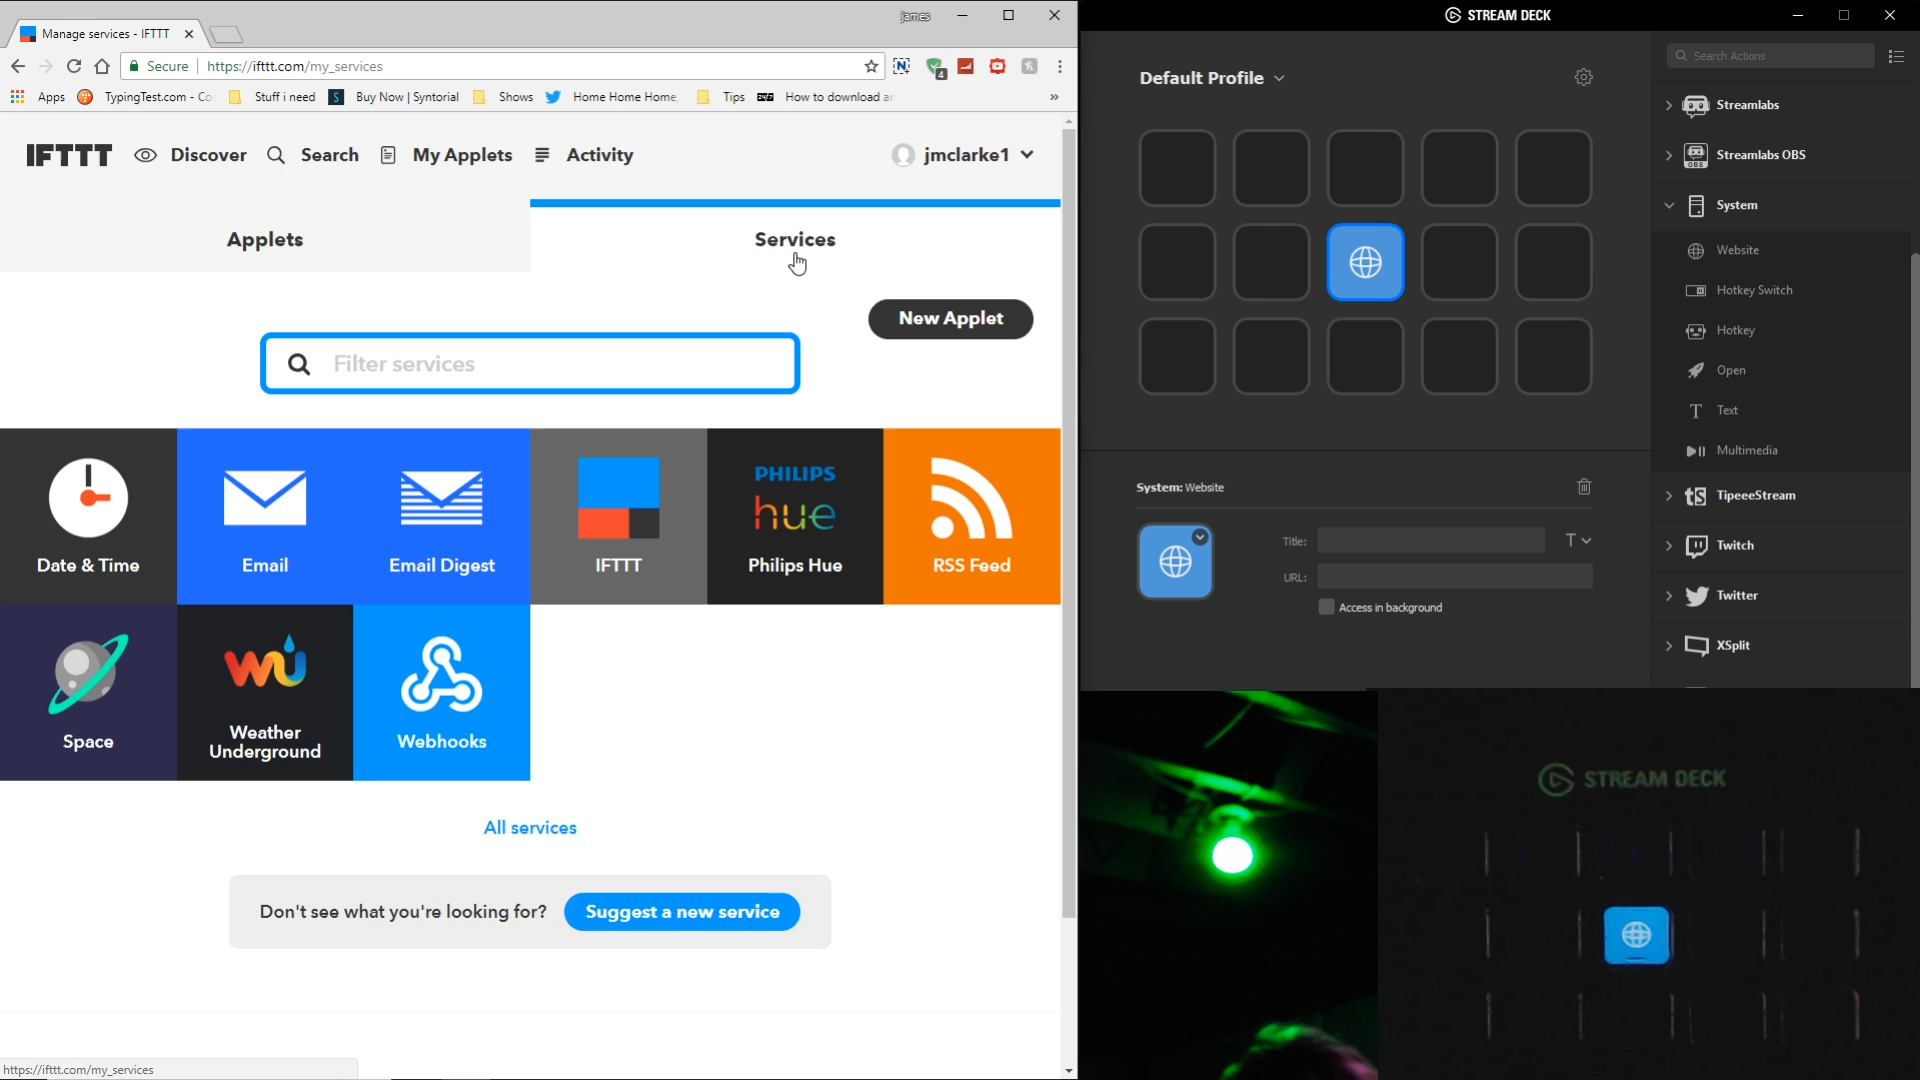 james
Manage services - IFTTT
Secure
https://ifttt.com/my_services
4
Apps
TypingTest.com - Co
Stuff i need
S
Buy Now | Syntorial
Shows
Home Home Home
Tips
How to download ar
»
IFTTT
Discover
Search
My Applets
Activity
jmclarke1
Applets
Services
New Applet
Filter services
Date & Time
Email
Email Digest
IFTTT
PHILIPS
hue
Philips Hue
RSS Feed
Space
wu
Weather
Underground
Webhooks
All services
Don't see what you're looking for?
Suggest a new service
https://ifttt.com/my_services
STREAM DECK
Default Profile
Search Actions
Streamlabs
OBS
Streamlabs OBS
System
Website
Hotkey Switch
Hotkey
Open
T
Text
Multimedia
tS
TipeeeStream
Twitch
Twitter
XSplit
System: Website
Title:
T
URL:
Access in background
STREAM DECK